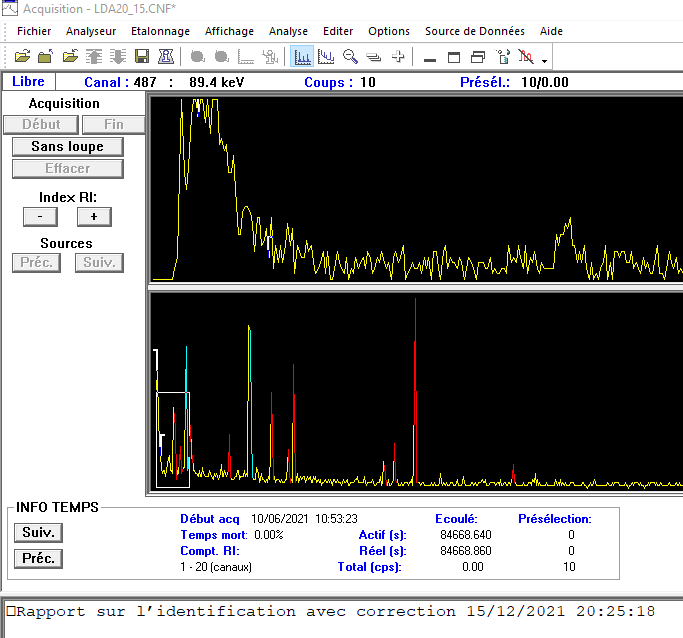 Acquisition - LDA20_15.CNF*
Fichier Analyseur Etalonnage Affichage Analyse Editer Options Source de Données Aide
Libre Canal : 487 : 89.4 keV Coups : 10 Présél.: 10/0.00
Acquisition
Début Fin
Sans loupe
Effacer
Index RI:
- +
Sources
Préc. Suiv.
INFO TEMPS
Suiv.
Préc.
Début acq 10/06/2021 10:53:23 Ecoulé: Présélection:
Temps mort: 0.00% Actif (s): 84668.640 0
Compt. RI: Réel (s): 84668.860 0
1 - 20 (canaux) Total (cps): 0.00 10
Rapport sur l'identification avec correction 15/12/2021 20:25:18